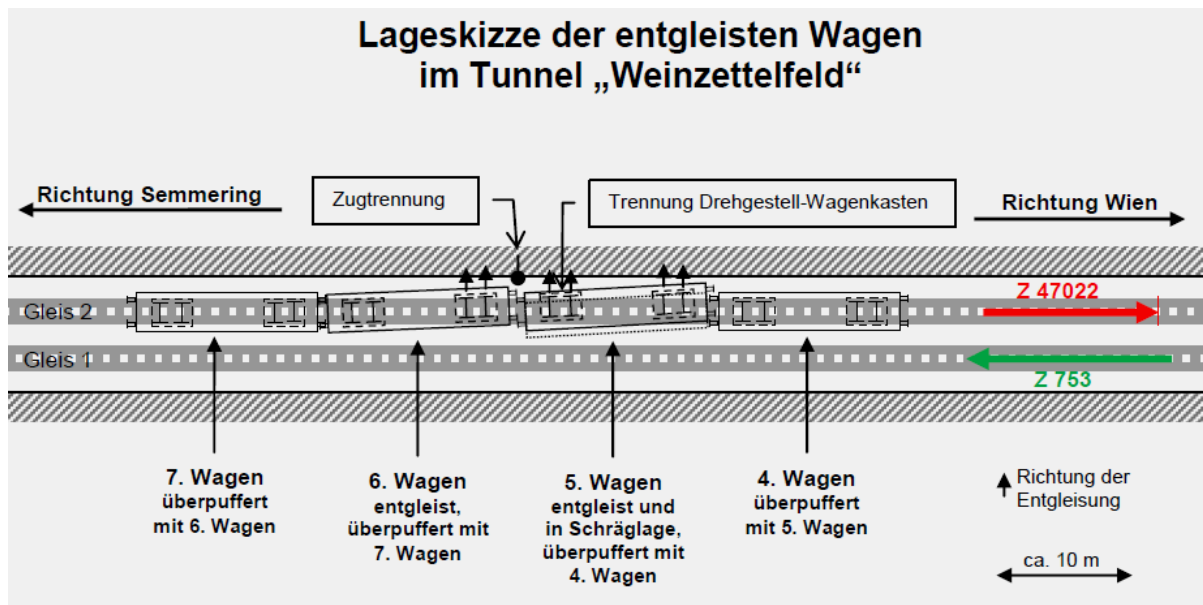 Lageskizze der entgleisten Wagen
im Tunnel „Weinzettelfeld“
Richtung Semmering
Zugtrennung
Trennung Drehgestell-Wagenkasten
Richtung Wien
Gleis 2
Z 47022
Gleis 1
Z 753
7. Wagen
überpuffert
mit 6. Wagen
6. Wagen
entgleist,
überpuffert mit
7. Wagen
5. Wagen
entgleist und
in Schräglage,
überpuffert mit
4. Wagen
4. Wagen
überpuffert
mit 5. Wagen
Richtung der
Entgleisung
ca. 10 m